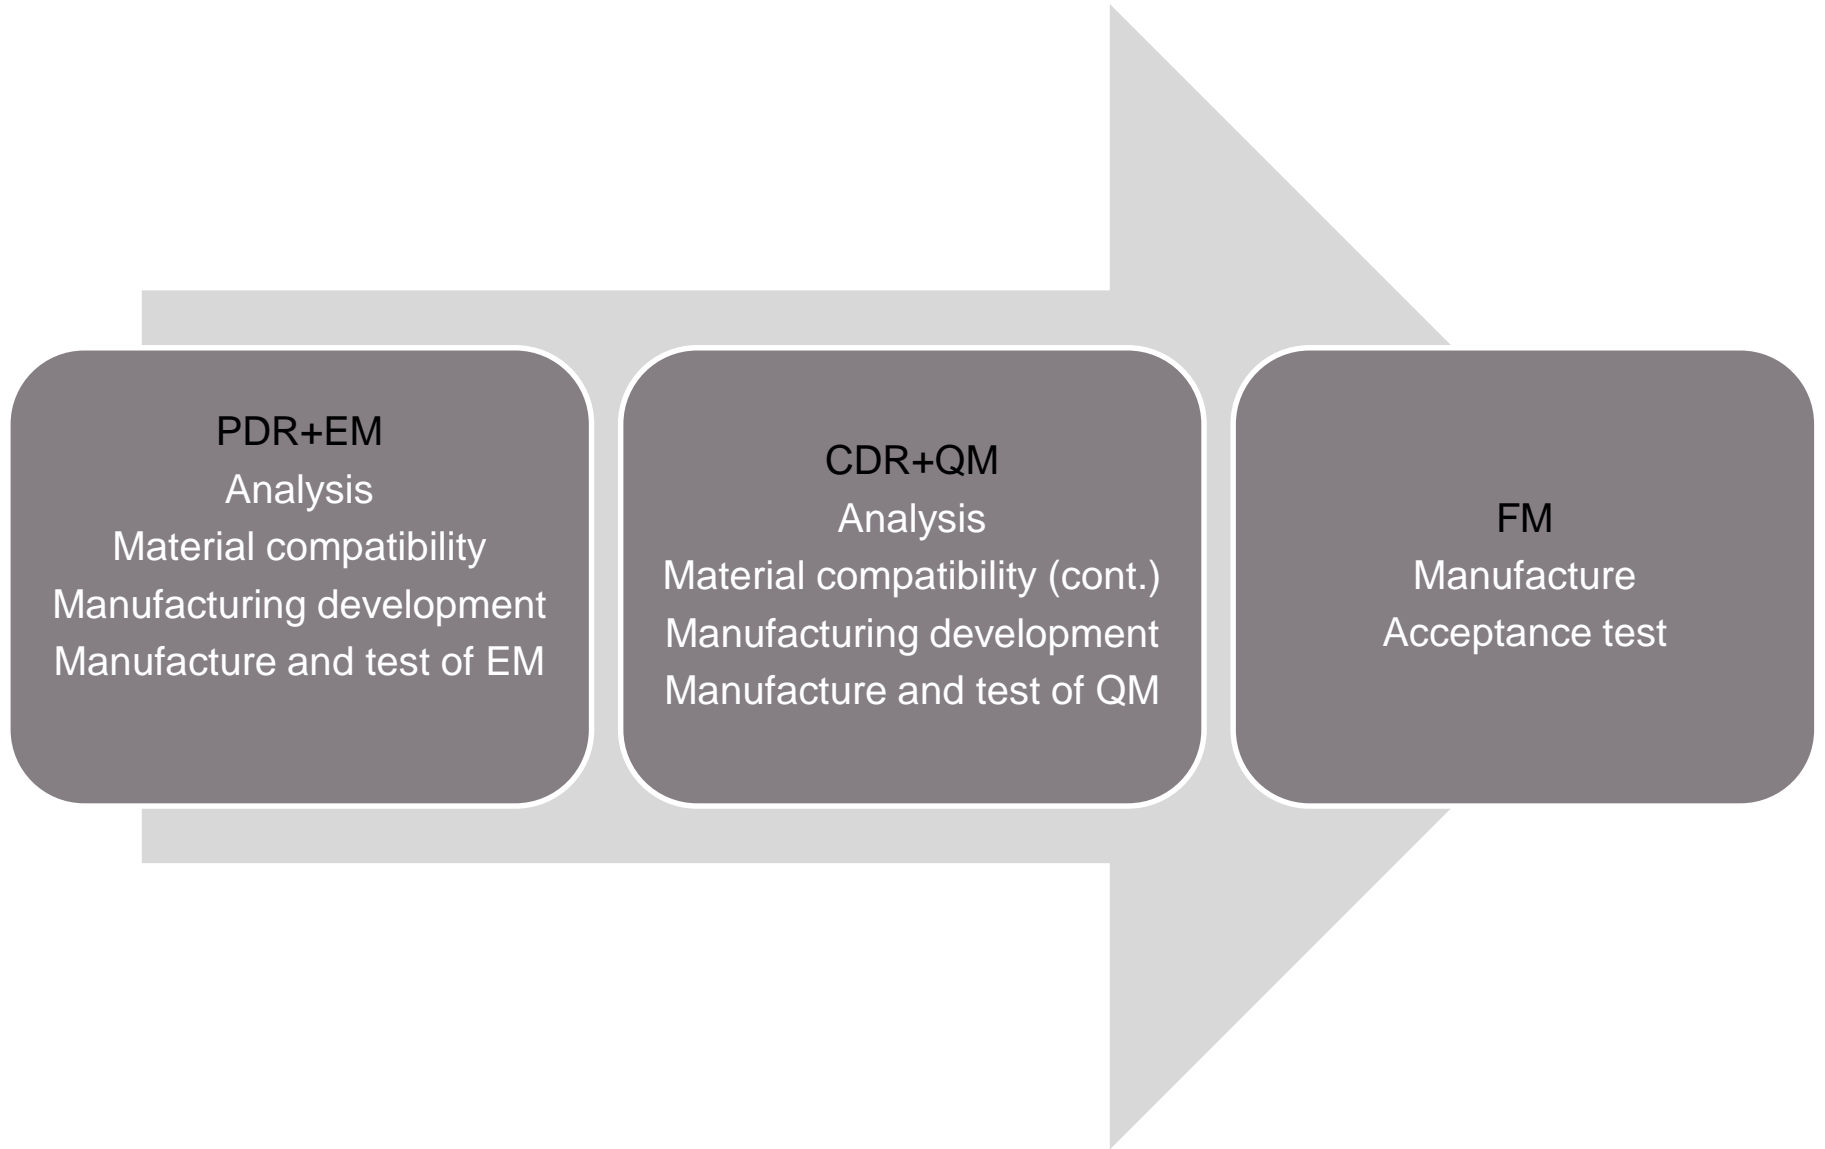 PDR+EM
Analysis
Material compatibility
Manufacturing development
Manufacture and test of EM
CDR+QM
Analysis
Material compatibility (cont.)
Manufacturing development
Manufacture and test of QM
FM
Manufacture
Acceptance test